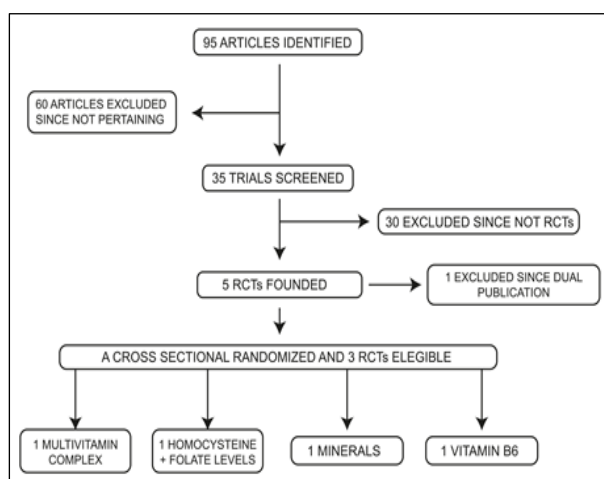 95 ARTICLES IDENTIFIED
60 ARTICLES EXCLUDED
SINCE NOT PERTAINING
35 TRIALS SCREENED
30 EXCLUDED SINCE NOT RCTs
5 RCTs FOUNDED
1 EXCLUDED SINCE DUAL
PUBLICATION
A CROSS SECTIONAL RANDOMIZED AND 3 RCTs ELEGIBLE
1 MULTIVITAMIN
COMPLEX
1 HOMOCYSTEINE
+ FOLATE LEVELS
1 MINERALS
1 VITAMIN B6